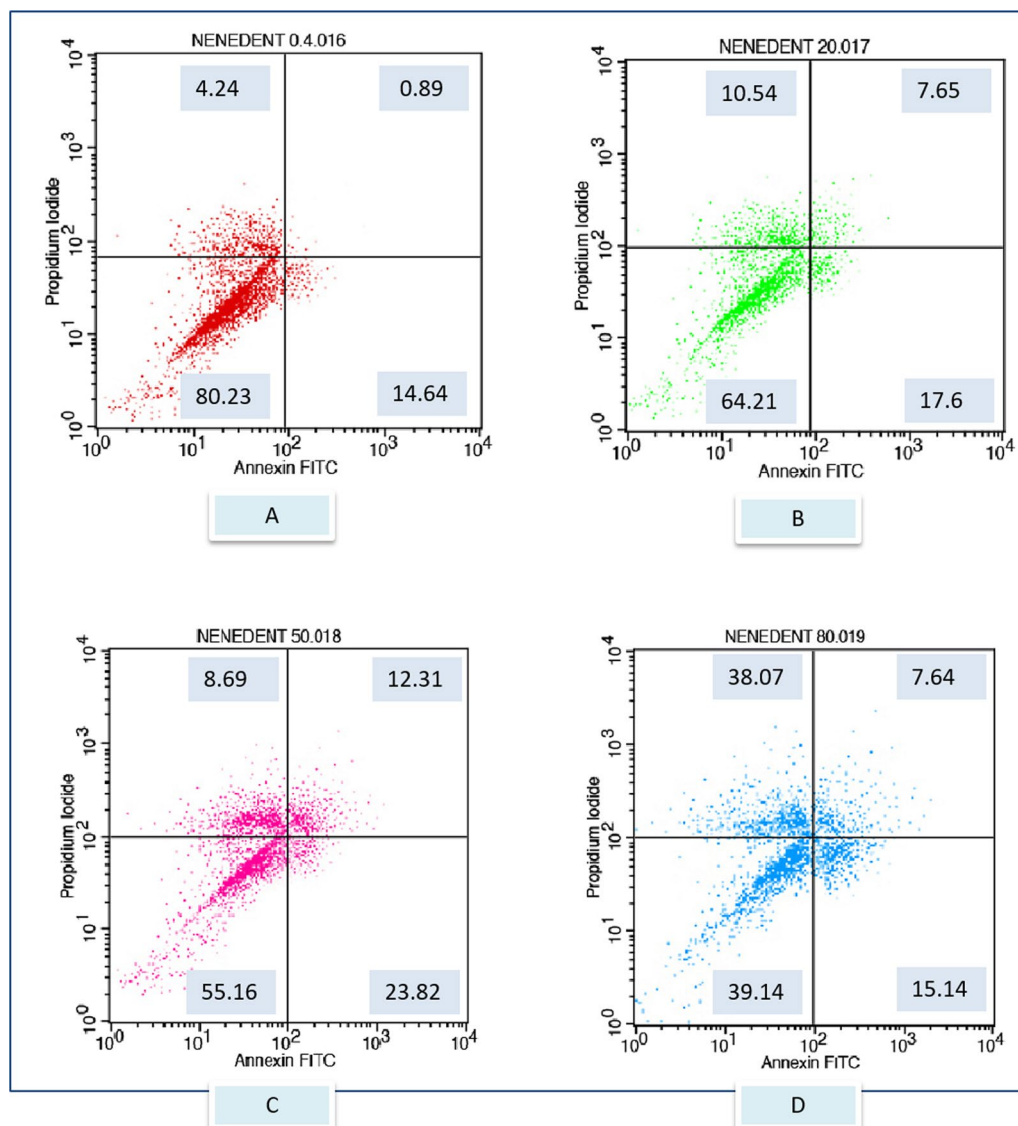 NENEDENT 0.4.016
4.24 0.89
80.23 14.64
10^4
10^3
10^2
10^1
10^0
Propidium Iodide
10^0 10^1 10^2 10^3 10^4
Annexin FITC
A
NENEDENT 20.017
10.54 7.65
64.21 17.6
10^4
10^3
10^2
10^1
10^0
Propidium Iodide
10^0 10^1 10^2 10^3 10^4
Annexin FITC
B
NENEDENT 50.018
8.69 12.31
55.16 23.82
10^4
10^3
10^2
10^1
10^0
Propidium Iodide
10^0 10^1 10^2 10^3 10^4
Annexin FITC
C
NENEDENT 80.019
38.07 7.64
39.14 15.14
10^4
10^3
10^2
10^1
10^0
Propidium Iodide
10^0 10^1 10^2 10^3 10^4
Annexin FITC
D